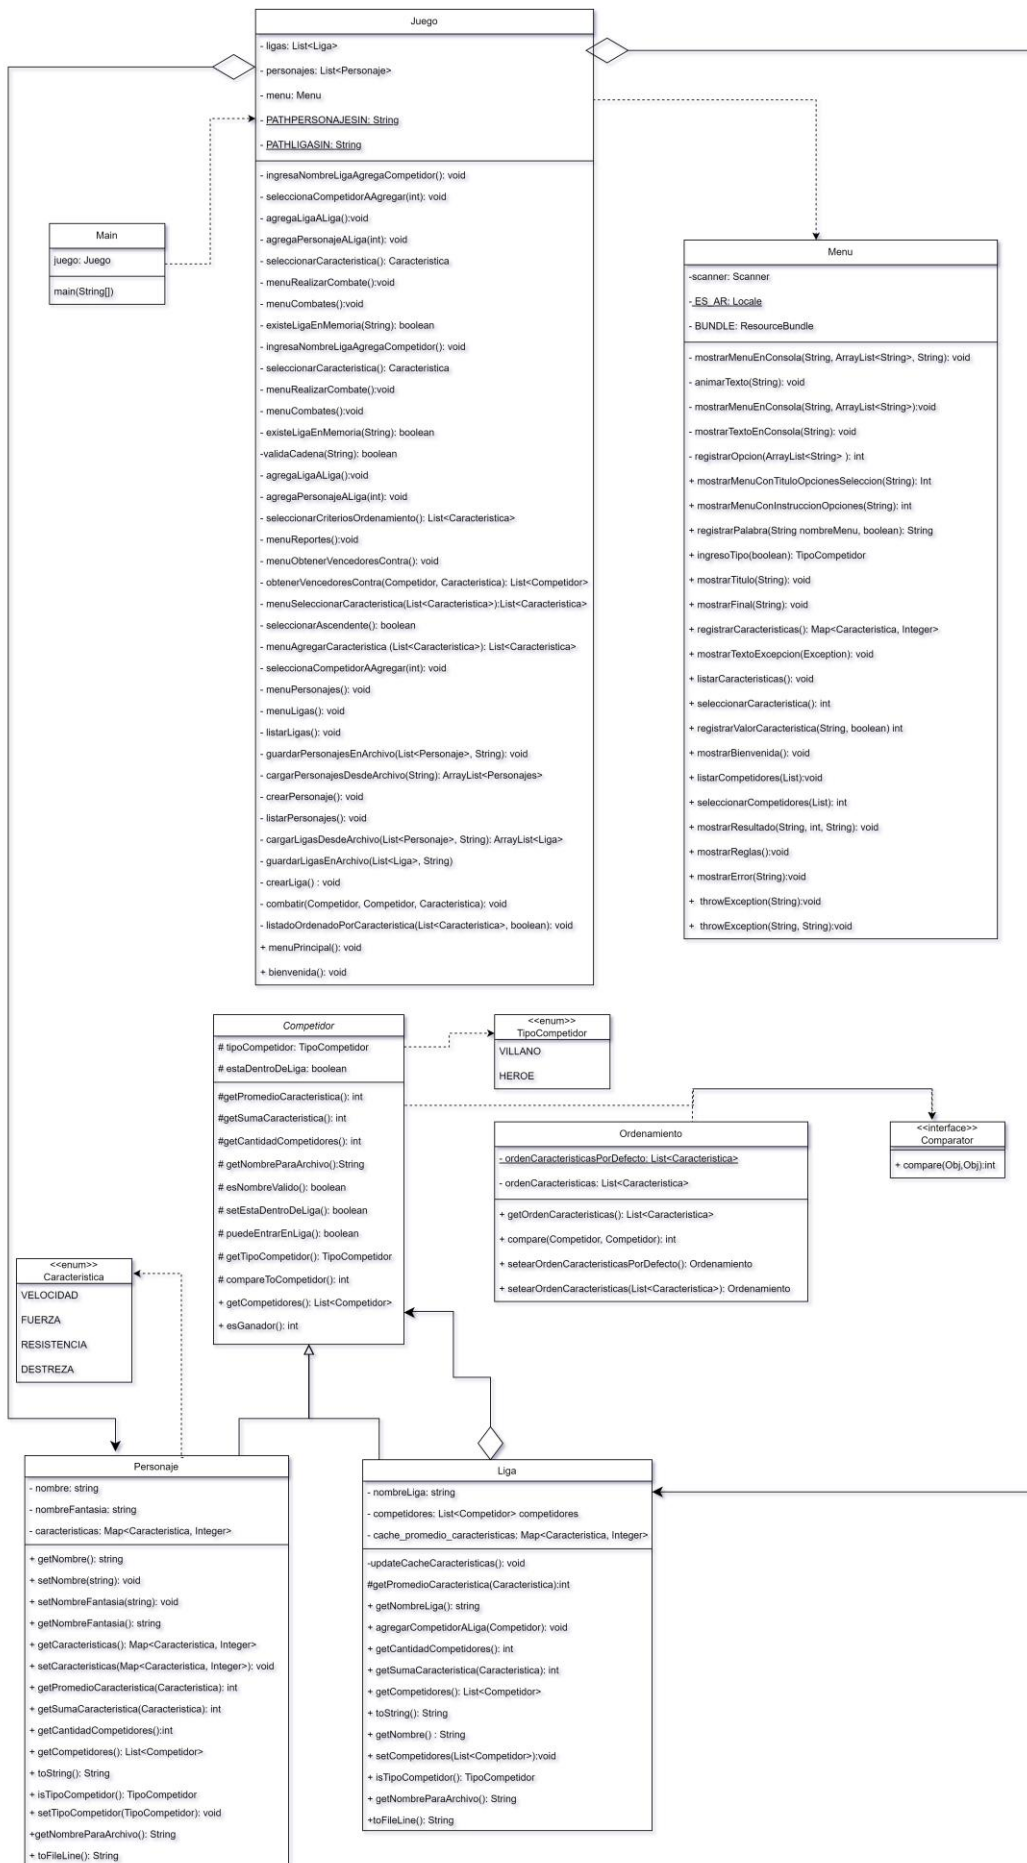 Juego
- ligas: List<Liga>
- personajes: List<Personaje>
- menu: Menu
- PATHPERSONAJESIN: String
- PATHLIGASIN: String
- ingresaNombreLigaAgregaCompetidor(): void
- seleccionaCompetidorAAgregar(int): void
- agregaLigaALiga():void
- agregaPersonajeALiga(int): void
- seleccionarCaracteristica(): Caracteristica
- menuRealizarCombate():void
- menuCombates():void
- existeLigaEnMemoria(String): boolean
- ingresaNombreLigaAgregaCompetidor(): void
- seleccionarCaracteristica(): Caracteristica
- menuRealizarCombate():void
- menuCombates():void
- existeLigaEnMemoria(String): boolean
-validaCadena(String): boolean
- agregaLigaALiga():void
- agregaPersonajeALiga(int): void
- seleccionarCriteriosOrdenamiento(): List<Caracteristica>
- menuReportes():void
- menuObtenerVencedoresContra(): void
- obtenerVencedoresContra(Competidor, Caracteristica): List<Competidor>
- menuSeleccionarCaracteristica(List<Caracteristica>):List<Caracteristica>
- seleccionarAscendente(): boolean
- menuAgregarCaracteristica (List<Caracteristica>): List<Caracteristica>
- seleccionaCompetidorAAgregar(int): void
- menuPersonajes(): void
- menuLigas(): void
- listarLigas(): void
- guardarPersonajesEnArchivo(List<Personaje>, String): void
- cargarPersonajesDesdeArchivo(String): ArrayList<Personajes>
- crearPersonaje(): void
- listarPersonajes(): void
- cargarLigasDesdeArchivo(List<Personaje>, String): ArrayList<Liga>
- guardarLigasEnArchivo(List<Liga>, String)
- crearLiga() : void
- combatir(Competidor, Competidor, Caracteristica): void
- listadoOrdenadoPorCaracteristica(List<Caracteristica>, boolean): void
+ menuPrincipal(): void
+ bienvenida(): void
Main
juego: Juego
main(String[])
Menu
-scanner: Scanner
- ES_AR: Locale
- BUNDLE: ResourceBundle
- mostrarMenuEnConsola(String, ArrayList<String>, String): void
- animarTexto(String): void
- mostrarMenuEnConsola(String, ArrayList<String>):void
- mostrarTextoEnConsola(String): void
- registrarOpcion(ArrayList<String> ): int
+ mostrarMenuConTituloOpcionesSeleccion(String): Int
+ mostrarMenuConInstruccionOpciones(String): int
+ registrarPalabra(String nombreMenu, boolean): String
+ ingresoTipo(boolean): TipoCompetidor
+ mostrarTitulo(String): void
+ mostrarFinal(String): void
+ registrarCaracteristicas(): Map<Caracteristica, Integer>
+ mostrarTextoExcepcion(Exception): void
+ listarCaracteristicas(): void
+ seleccionarCaracteristica(): int
+ registrarValorCaracteristica(String, boolean) int
+ mostrarBienvenida(): void
+ listarCompetidores(List):void
+ seleccionarCompetidores(List): int
+ mostrarResultado(String, int, String): void
+ mostrarReglas():void
+ mostrarError(String):void
+ throwException(String):void
+ throwException(String, String):void
Competidor
# tipoCompetidor: TipoCompetidor
# estaDentroDeLiga: boolean
#getPromedioCaracteristica(): int
#getSumaCaracteristica(): int
#getCantidadCompetidores(): int
# getNombreParaArchivo():String
# esNombreValido(): boolean
# setEstaDentroDeLiga(): boolean
# puedeEntrarEnLiga(): boolean
# getTipoCompetidor(): TipoCompetidor
# compareToCompetidor(): int
+ getCompetidores(): List<Competidor>
+ esGanador(): int
<<enum>>
TipoCompetidor
VILLANO
HEROE
Ordenamiento
- ordenCaracteristicasPorDefecto: List<Caracteristica>
- ordenCaracteristicas: List<Caracteristica>
+ getOrdenCaracteristicas(): List<Caracteristica>
+ compare(Competidor, Competidor): int
+ setearOrdenCaracteristicasPorDefecto(): Ordenamiento
+ setearOrdenCaracteristicas(List<Caracteristica>): Ordenamiento
<<interface>>
Comparator
+ compare(Obj,Obj):int
<<enum>>
Caracteristica
VELOCIDAD
FUERZA
RESISTENCIA
DESTREZA
Personaje
- nombre: string
- nombreFantasia: string
- caracteristicas: Map<Caracteristica, Integer>
+ getNombre(): string
+ setNombre(string): void
+ setNombreFantasia(string): void
+ getNombreFantasia(): string
+ getCaracteristicas(): Map<Caracteristica, Integer>
+ setCaracteristicas(Map<Caracteristica, Integer>): void
+ getPromedioCaracteristica(Caracteristica): int
+ getSumaCaracteristica(Caracteristica): int
+ getCantidadCompetidores():int
+ getCompetidores(): List<Competidor>
+ toString(): String
+ isTipoCompetidor(): TipoCompetidor
+ setTipoCompetidor(TipoCompetidor): void
+getNombreParaArchivo(): String
+ toFileLine(): String
Liga
- nombreLiga: string
- competidores: List<Competidor> competidores
- cache_promedio_caracteristicas: Map<Caracteristica, Integer>
-updateCacheCaracteristicas(): void
#getPromedioCaracteristica(Caracteristica):int
+ getNombreLiga(): string
+ agregarCompetidorALiga(Competidor): void
+ getCantidadCompetidores(): int
+ getSumaCaracteristica(Caracteristica): int
+ getCompetidores(): List<Competidor>
+ toString(): String
+ getNombre() : String
+ setCompetidores(List<Competidor>):void
+ isTipoCompetidor(): TipoCompetidor
+ getNombreParaArchivo(): String
+toFileLine(): String